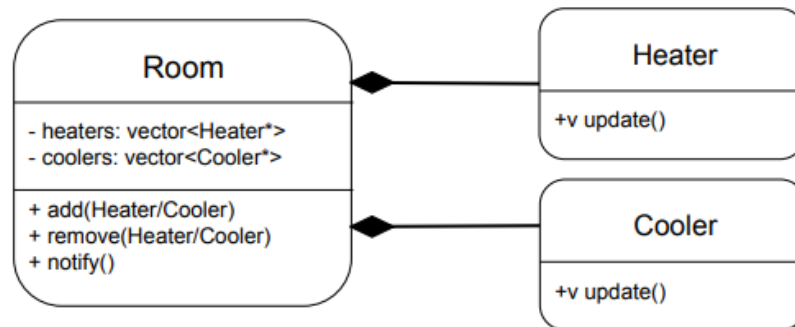 Room
- heaters: vector<Heater*>
- coolers: vector<Cooler*>
+ add(Heater/Cooler)
+ remove(Heater/Cooler)
+ notify()
Heater
+v update()
Cooler
+v update()